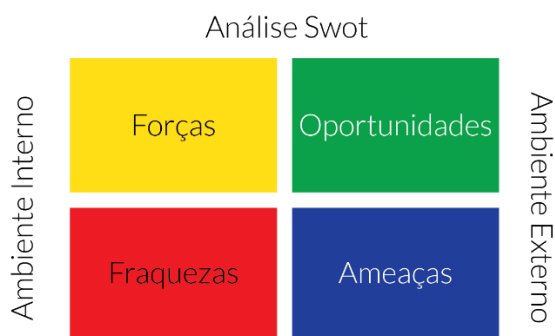 Análise Swot
Ambiente Interno
Forças
Oportunidades
Ambiente Externo
Fraquezas
Ameaças